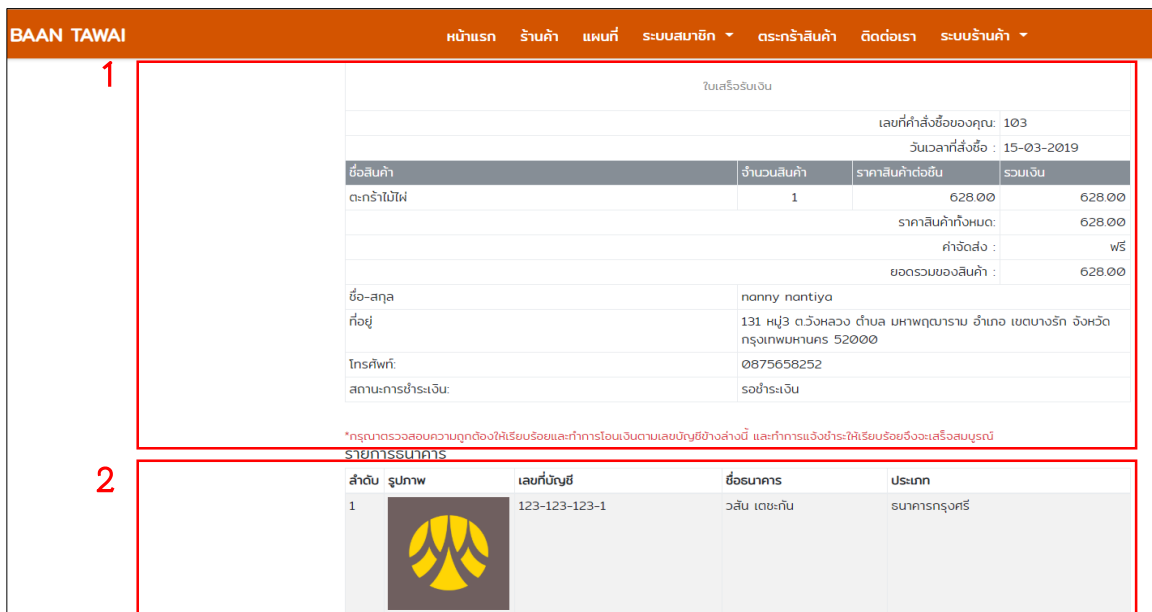 BAAN TAWAI หน้าแรก ร้านค้า แผนที่ ระบบสมาชิก ตระกร้าสินค้า ติดต่อเรา ระบบร้านค้า
1
ใบเสร็จรับเงิน
เลขที่คำสั่งซื้อของคุณ: 103
วันเวลาที่สั่งซื้อ : 15-03-2019
ชื่อสินค้า จำนวนสินค้า ราคาสินค้าต่อชิ้น รวมเงิน
ตะกร้าไม้ไผ่ 1 628.00 628.00
ราคาสินค้าทั้งหมด: 628.00
ค่าจัดส่ง : ฟรี
ยอดรวมของสินค้า : 628.00
ชื่อ-สกุล nanny nantiya
ที่อยู่ 131 หมู่3 ต.วังหลวง ตำบล มหาพฤฒาราม อำเภอ เขตบางรัก จังหวัด
กรุงเทพมหานคร 52000
โทรศัพท์: 0875658252
สถานะการชำระเงิน: รอชำระเงิน
*กรุณาตรวจสอบความถูกต้องให้เรียบร้อยและทำการโอนเงินตามเลขบัญชีข้างล่างนี้ และทำการแจ้งชำระให้เรียบร้อยจึงจะเสร็จสมบูรณ์
รายการธนาคาร
2
ลำดับ รูปภาพ เลขที่บัญชี ชื่อธนาคาร ประเภท
1 123-123-123-1 วสัน เตชะกัน ธนาคารกรุงศรี